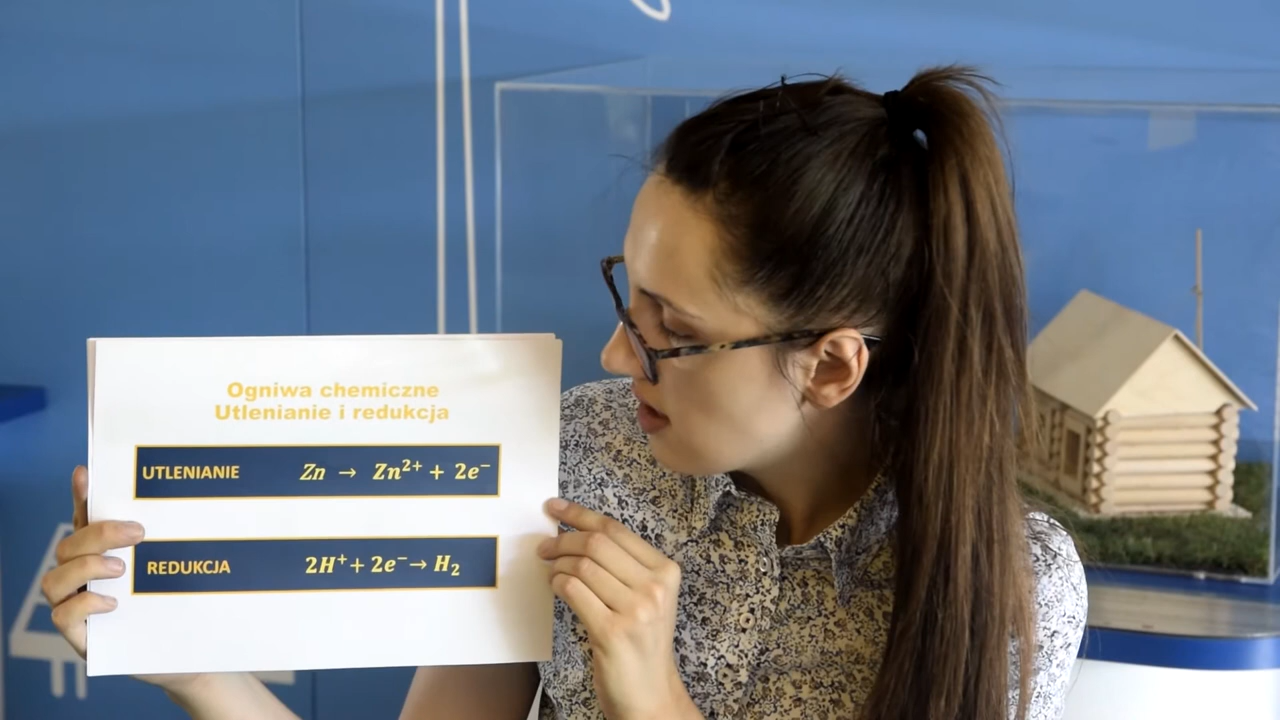 Ogniwa chemiczne
Utlenianie i redukcja
UTLENIANIE Zn → Zn²⁺ + 2e⁻
REDUKCJA 2H⁺ + 2e⁻ → H₂